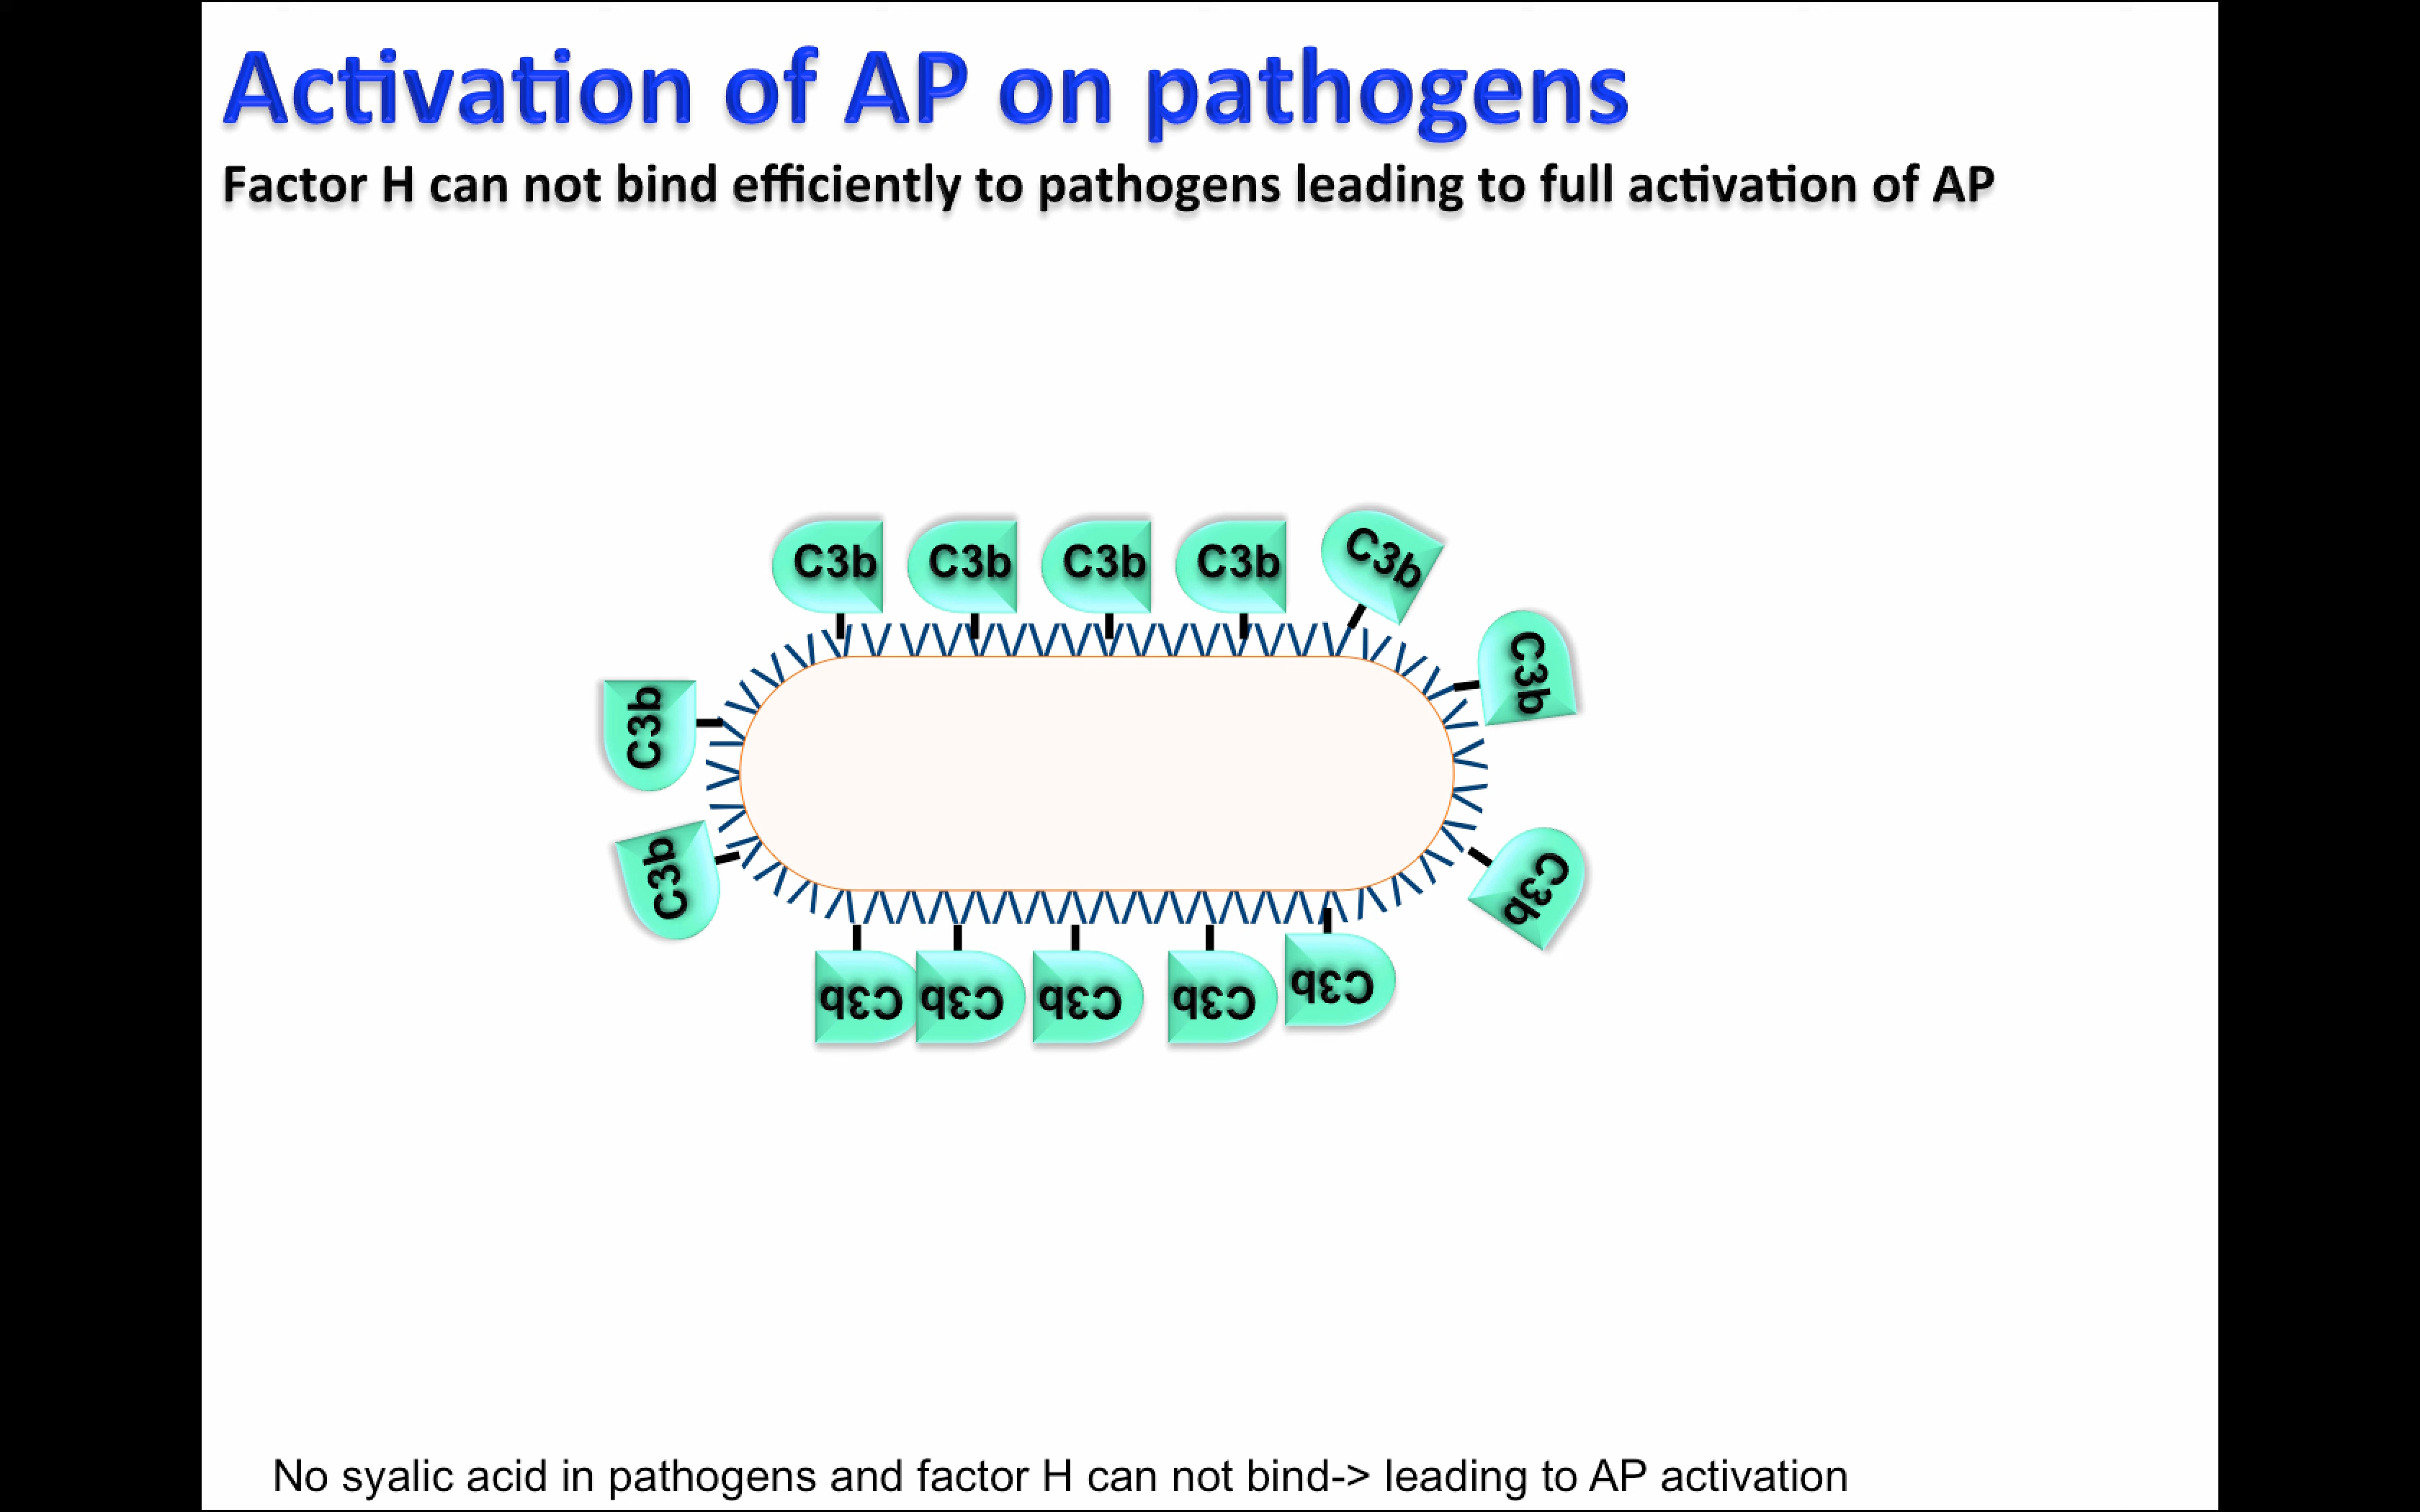 Activation of AP on pathogens
Factor H can not bind efficiently to pathogens leading to full activation of AP
C3b C3b C3b C3b C3b
C3b
C3b
C3b
C3b
C3b C3b C3b C3b C3b
No syalic acid in pathogens and factor H can not bind-> leading to AP activation